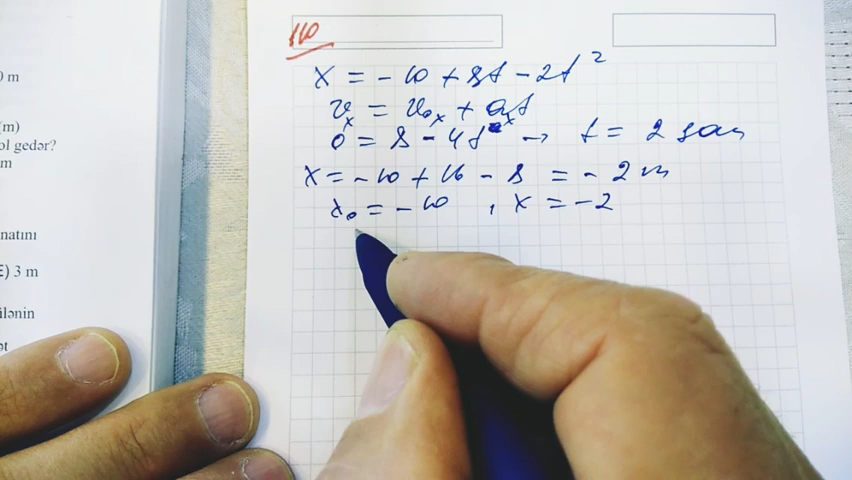 110
x = -10 + 8t - 2t²
vₓ = v₀ₓ + aₓt
0 = 8 - 4t → t = 2 san
x = -10 + 16 - 8 = -2 m
x₀ = -10 , x = -2
0 m
(m)
ol gedər?
m
natını
E) 3 m
ilənin
ət